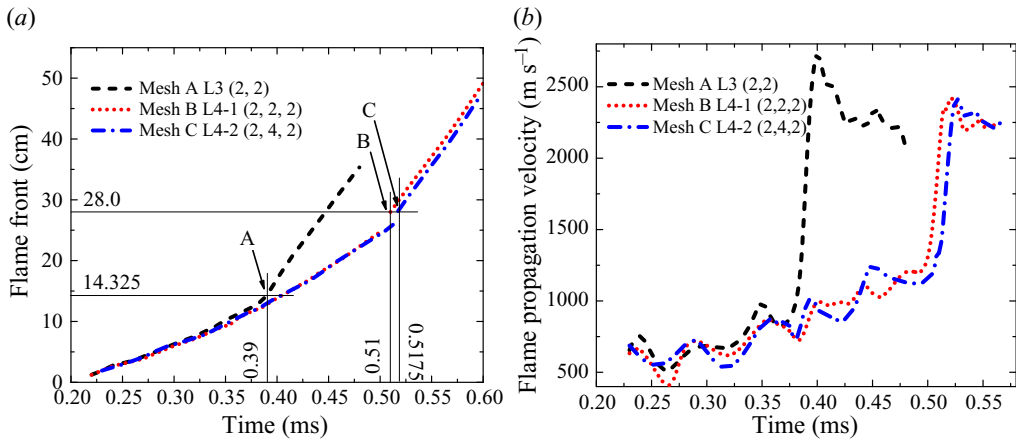 (a)
50
40
30
20
10
0
Flame front (cm)
Mesh A L3 (2, 2)
Mesh B L4-1 (2, 2, 2)
Mesh C L4-2 (2, 4, 2)
C
B
28.0
A
14.325
0.39
0.51
0.5175
0.20 0.25 0.30 0.35 0.40 0.45 0.50 0.55 0.60
Time (ms)
(b)
2500
2000
1500
1000
500
Flame propagation velocity (m s⁻¹)
Mesh A L3 (2,2)
Mesh B L4-1 (2,2,2)
Mesh C L4-2 (2,4,2)
0.20 0.25 0.30 0.35 0.40 0.45 0.50 0.55
Time (ms)